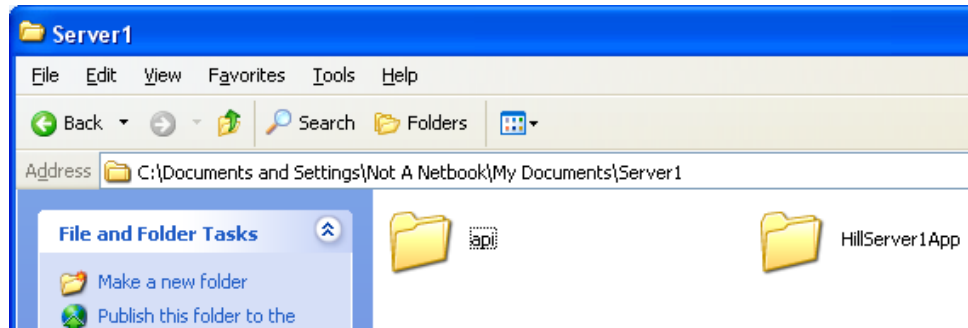 Server1
File Edit View Favorites Tools Help
Back Search Folders
Address C:\Documents and Settings\Not A Netbook\My Documents\Server1
File and Folder Tasks
api
HillServer1App
Make a new folder
Publish this folder to the